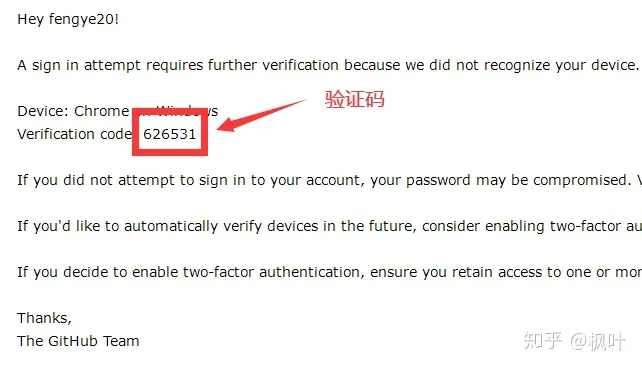 Hey fengye20!
A sign in attempt requires further verification because we did not recognize your device.
Device: Chrome on Windows
Verification code: 626531
验证码
If you did not attempt to sign in to your account, your password may be compromised.
If you'd like to automatically verify devices in the future, consider enabling two-factor
If you decide to enable two-factor authentication, ensure you retain access to one or
Thanks,
The GitHub Team
知乎 @枫叶